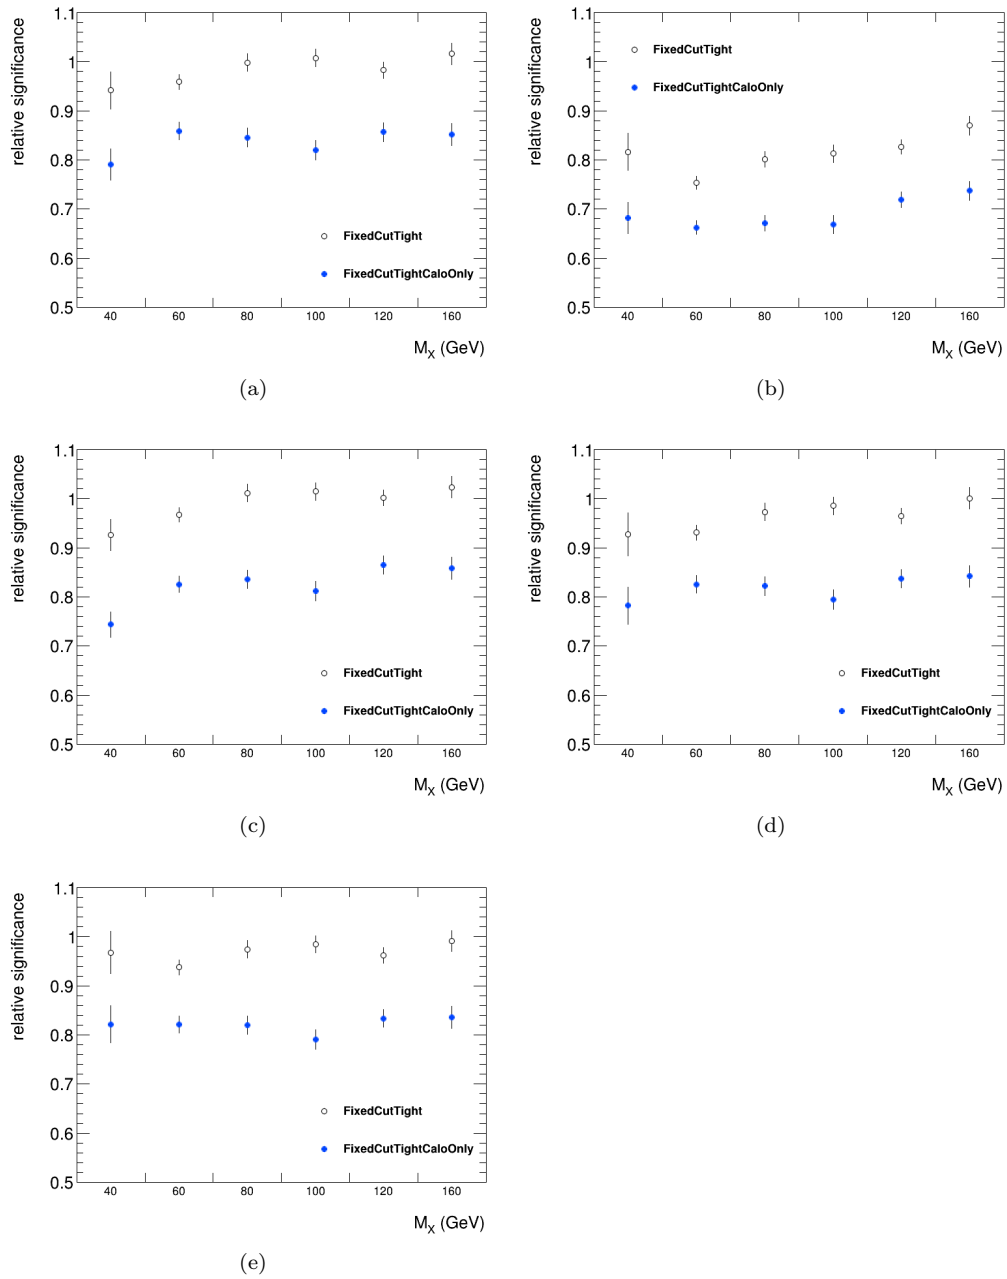 relative significance
1.1
1
0.9
0.8
0.7
0.6
0.5
FixedCutTight
FixedCutTightCaloOnly
40 60 80 100 120 160
M_X (GeV)
(a)
relative significance
1.1
1
0.9
0.8
0.7
0.6
0.5
FixedCutTight
FixedCutTightCaloOnly
40 60 80 100 120 160
M_X (GeV)
(b)
relative significance
1.1
1
0.9
0.8
0.7
0.6
0.5
FixedCutTight
FixedCutTightCaloOnly
40 60 80 100 120 160
M_X (GeV)
(c)
relative significance
1.1
1
0.9
0.8
0.7
0.6
0.5
FixedCutTight
FixedCutTightCaloOnly
40 60 80 100 120 160
M_X (GeV)
(d)
relative significance
1.1
1
0.9
0.8
0.7
0.6
0.5
FixedCutTight
FixedCutTightCaloOnly
40 60 80 100 120 160
M_X (GeV)
(e)